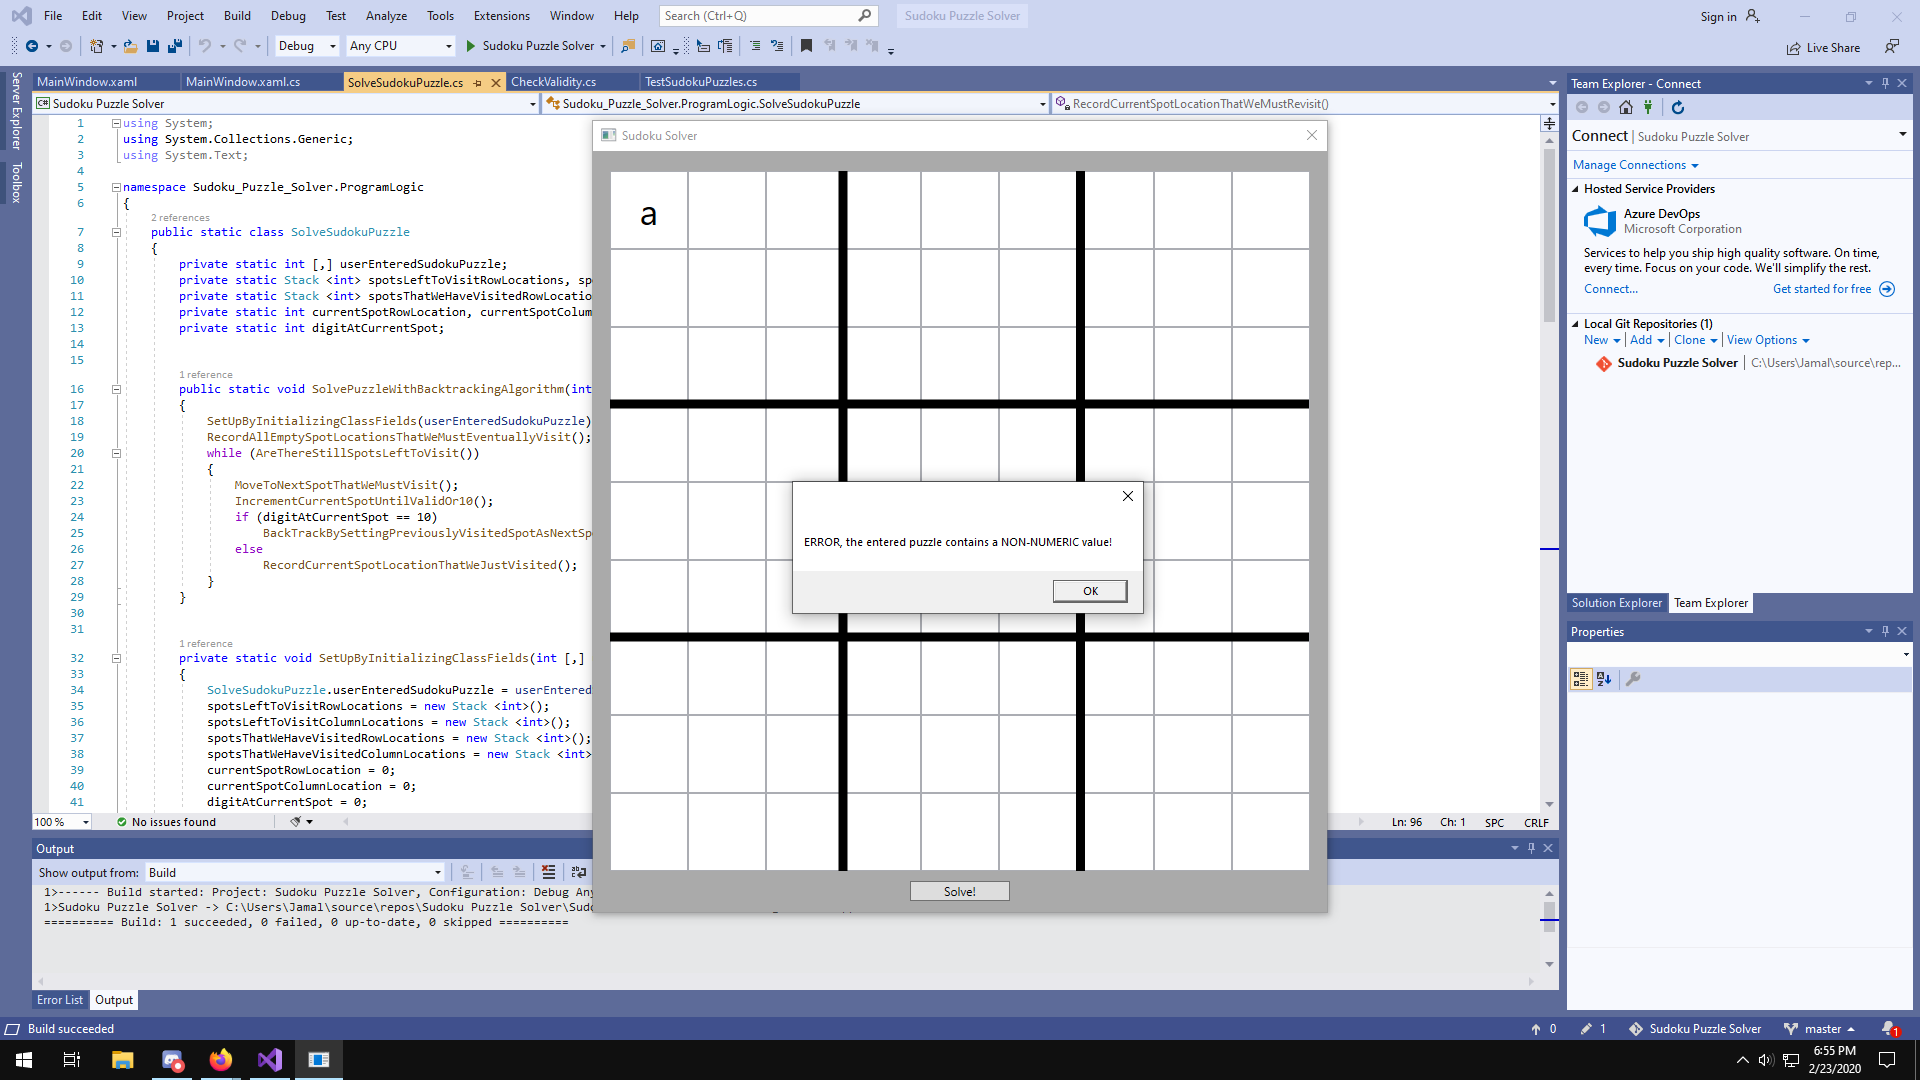 File Edit View Project Build Debug Test Analyze Tools Extensions Window Help Search (Ctrl+Q) Sudoku Puzzle Solver Sign in
Debug Any CPU Sudoku Puzzle Solver Live Share
Server Explorer
Toolbox
MainWindow.xaml MainWindow.xaml.cs SolveSudokuPuzzle.cs CheckValidity.cs TestSudokuPuzzles.cs
C# Sudoku Puzzle Solver Sudoku_Puzzle_Solver.ProgramLogic.SolveSudokuPuzzle RecordCurrentSpotLocationThatWeMustRevisit()
1 using System;
2 using System.Collections.Generic;
3 using System.Text;
4
5 namespace Sudoku_Puzzle_Solver.ProgramLogic
6 {
2 references
7 public static class SolveSudokuPuzzle
8 {
9 private static int [,] userEnteredSudokuPuzzle;
10 private static Stack <int> spotsLeftToVisitRowLocations, sp
11 private static Stack <int> spotsThatWeHaveVisitedRowLocatio
12 private static int currentSpotRowLocation, currentSpotColum
13 private static int digitAtCurrentSpot;
14
15
1 reference
16 public static void SolvePuzzleWithBacktrackingAlgorithm(int
17 {
18 SetUpByInitializingClassFields(userEnteredSudokuPuzzle)
19 RecordAllEmptySpotLocationsThatWeMustEventuallyVisit();
20 while (AreThereStillSpotsLeftToVisit())
21 {
22 MoveToNextSpotThatWeMustVisit();
23 IncrementCurrentSpotUntilValidOr10();
24 if (digitAtCurrentSpot == 10)
25 BackTrackBySettingPreviouslyVisitedSpotAsNextSp
26 else
27 RecordCurrentSpotLocationThatWeJustVisited();
28 }
29 }
30
31
1 reference
32 private static void SetUpByInitializingClassFields(int [,]
33 {
34 SolveSudokuPuzzle.userEnteredSudokuPuzzle = userEntered
35 spotsLeftToVisitRowLocations = new Stack <int>();
36 spotsLeftToVisitColumnLocations = new Stack <int>();
37 spotsThatWeHaveVisitedRowLocations = new Stack <int>();
38 spotsThatWeHaveVisitedColumnLocations = new Stack <int>
39 currentSpotRowLocation = 0;
40 currentSpotColumnLocation = 0;
41 digitAtCurrentSpot = 0;
100 % No issues found Ln: 96 Ch: 1 SPC CRLF
Sudoku Solver
a
ERROR, the entered puzzle contains a NON-NUMERIC value!
OK
Solve!
Output
Show output from: Build
1>------ Build started: Project: Sudoku Puzzle Solver, Configuration: Debug An
1>Sudoku Puzzle Solver -> C:\Users\Jamal\source\repos\Sudoku Puzzle Solver\Sud
========== Build: 1 succeeded, 0 failed, 0 up-to-date, 0 skipped ==========
Error List Output
Team Explorer - Connect
Connect | Sudoku Puzzle Solver
Manage Connections
Hosted Service Providers
Azure DevOps
Microsoft Corporation
Services to help you ship high quality software. On time,
every time. Focus on your code. We'll simplify the rest.
Connect... Get started for free
Local Git Repositories (1)
New Add Clone View Options
Sudoku Puzzle Solver C:\Users\Jamal\source\rep...
Solution Explorer Team Explorer
Properties
Build succeeded 0 1 Sudoku Puzzle Solver master 1
6:55 PM
2/23/2020